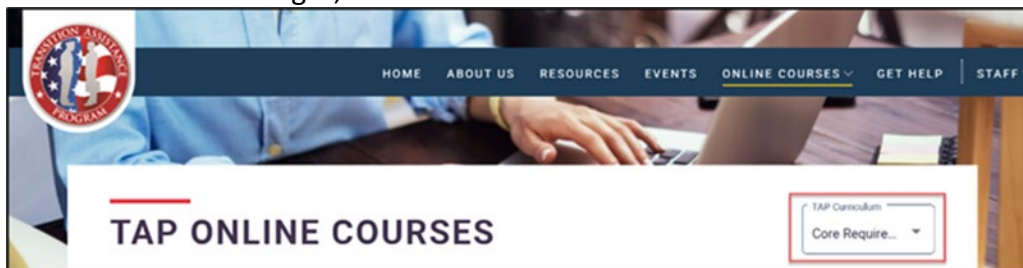 TRANSITION ASSISTANCE
PROGRAM
HOME ABOUT US RESOURCES EVENTS ONLINE COURSES GET HELP STAFF
TAP ONLINE COURSES
TAP Curriculum
Core Require...